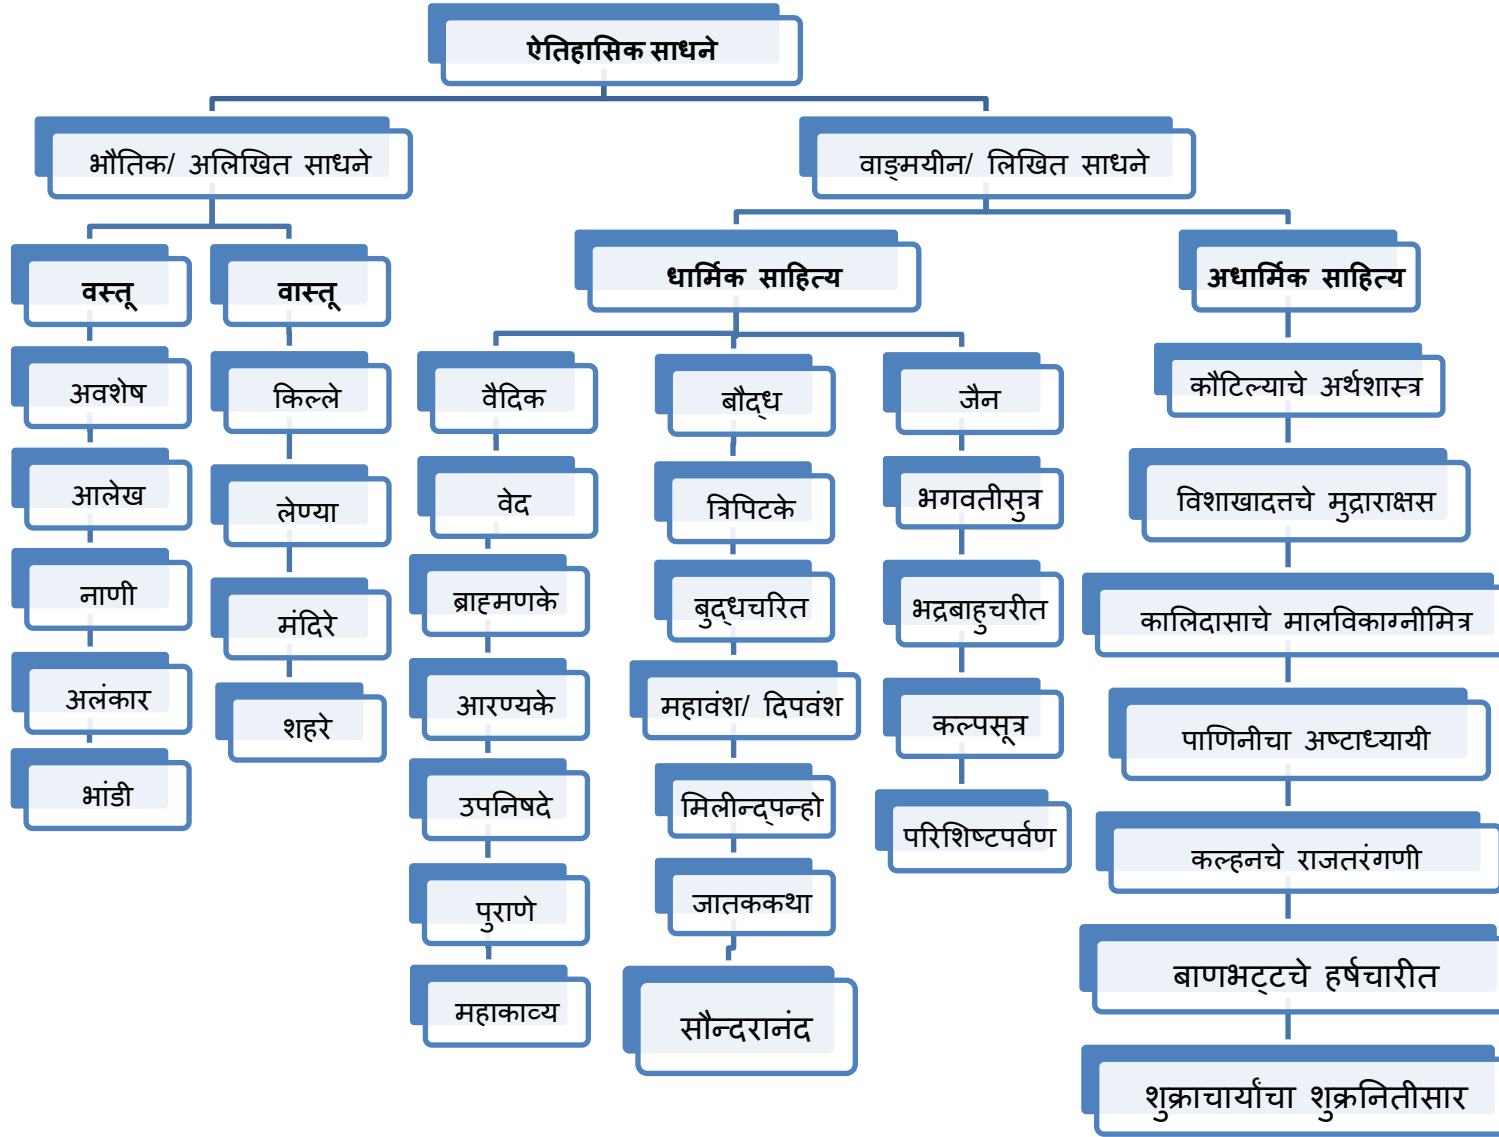 ऐतिहासिक साधने
भौतिक/ अलिखित साधने
वाङ्मयीन/ लिखित साधने
वस्तू
वास्तू
धार्मिक साहित्य
अधार्मिक साहित्य
अवशेष
आलेख
नाणी
अलंकार
भांडी
किल्ले
लेण्या
मंदिरे
शहरे
वैदिक
वेद
ब्राह्मणके
आरण्यके
उपनिषदे
पुराणे
महाकाव्य
बौद्ध
त्रिपिटके
बुद्धचरित
महावंश/ दिपवंश
मिलीन्द्पन्हो
जातककथा
सौन्दरानंद
जैन
भगवतीसुत्र
भद्रबाहुचरीत
कल्पसूत्र
परिशिष्टपर्वण
कौटिल्याचे अर्थशास्त्र
विशाखादत्तचे मुद्राराक्षस
कालिदासाचे मालविकाग्नीमित्र
पाणिनीचा अष्टाध्यायी
कल्हनचे राजतरंगणी
बाणभट्टचे हर्षचारीत
शुक्राचार्यांचा शुक्रनितीसार